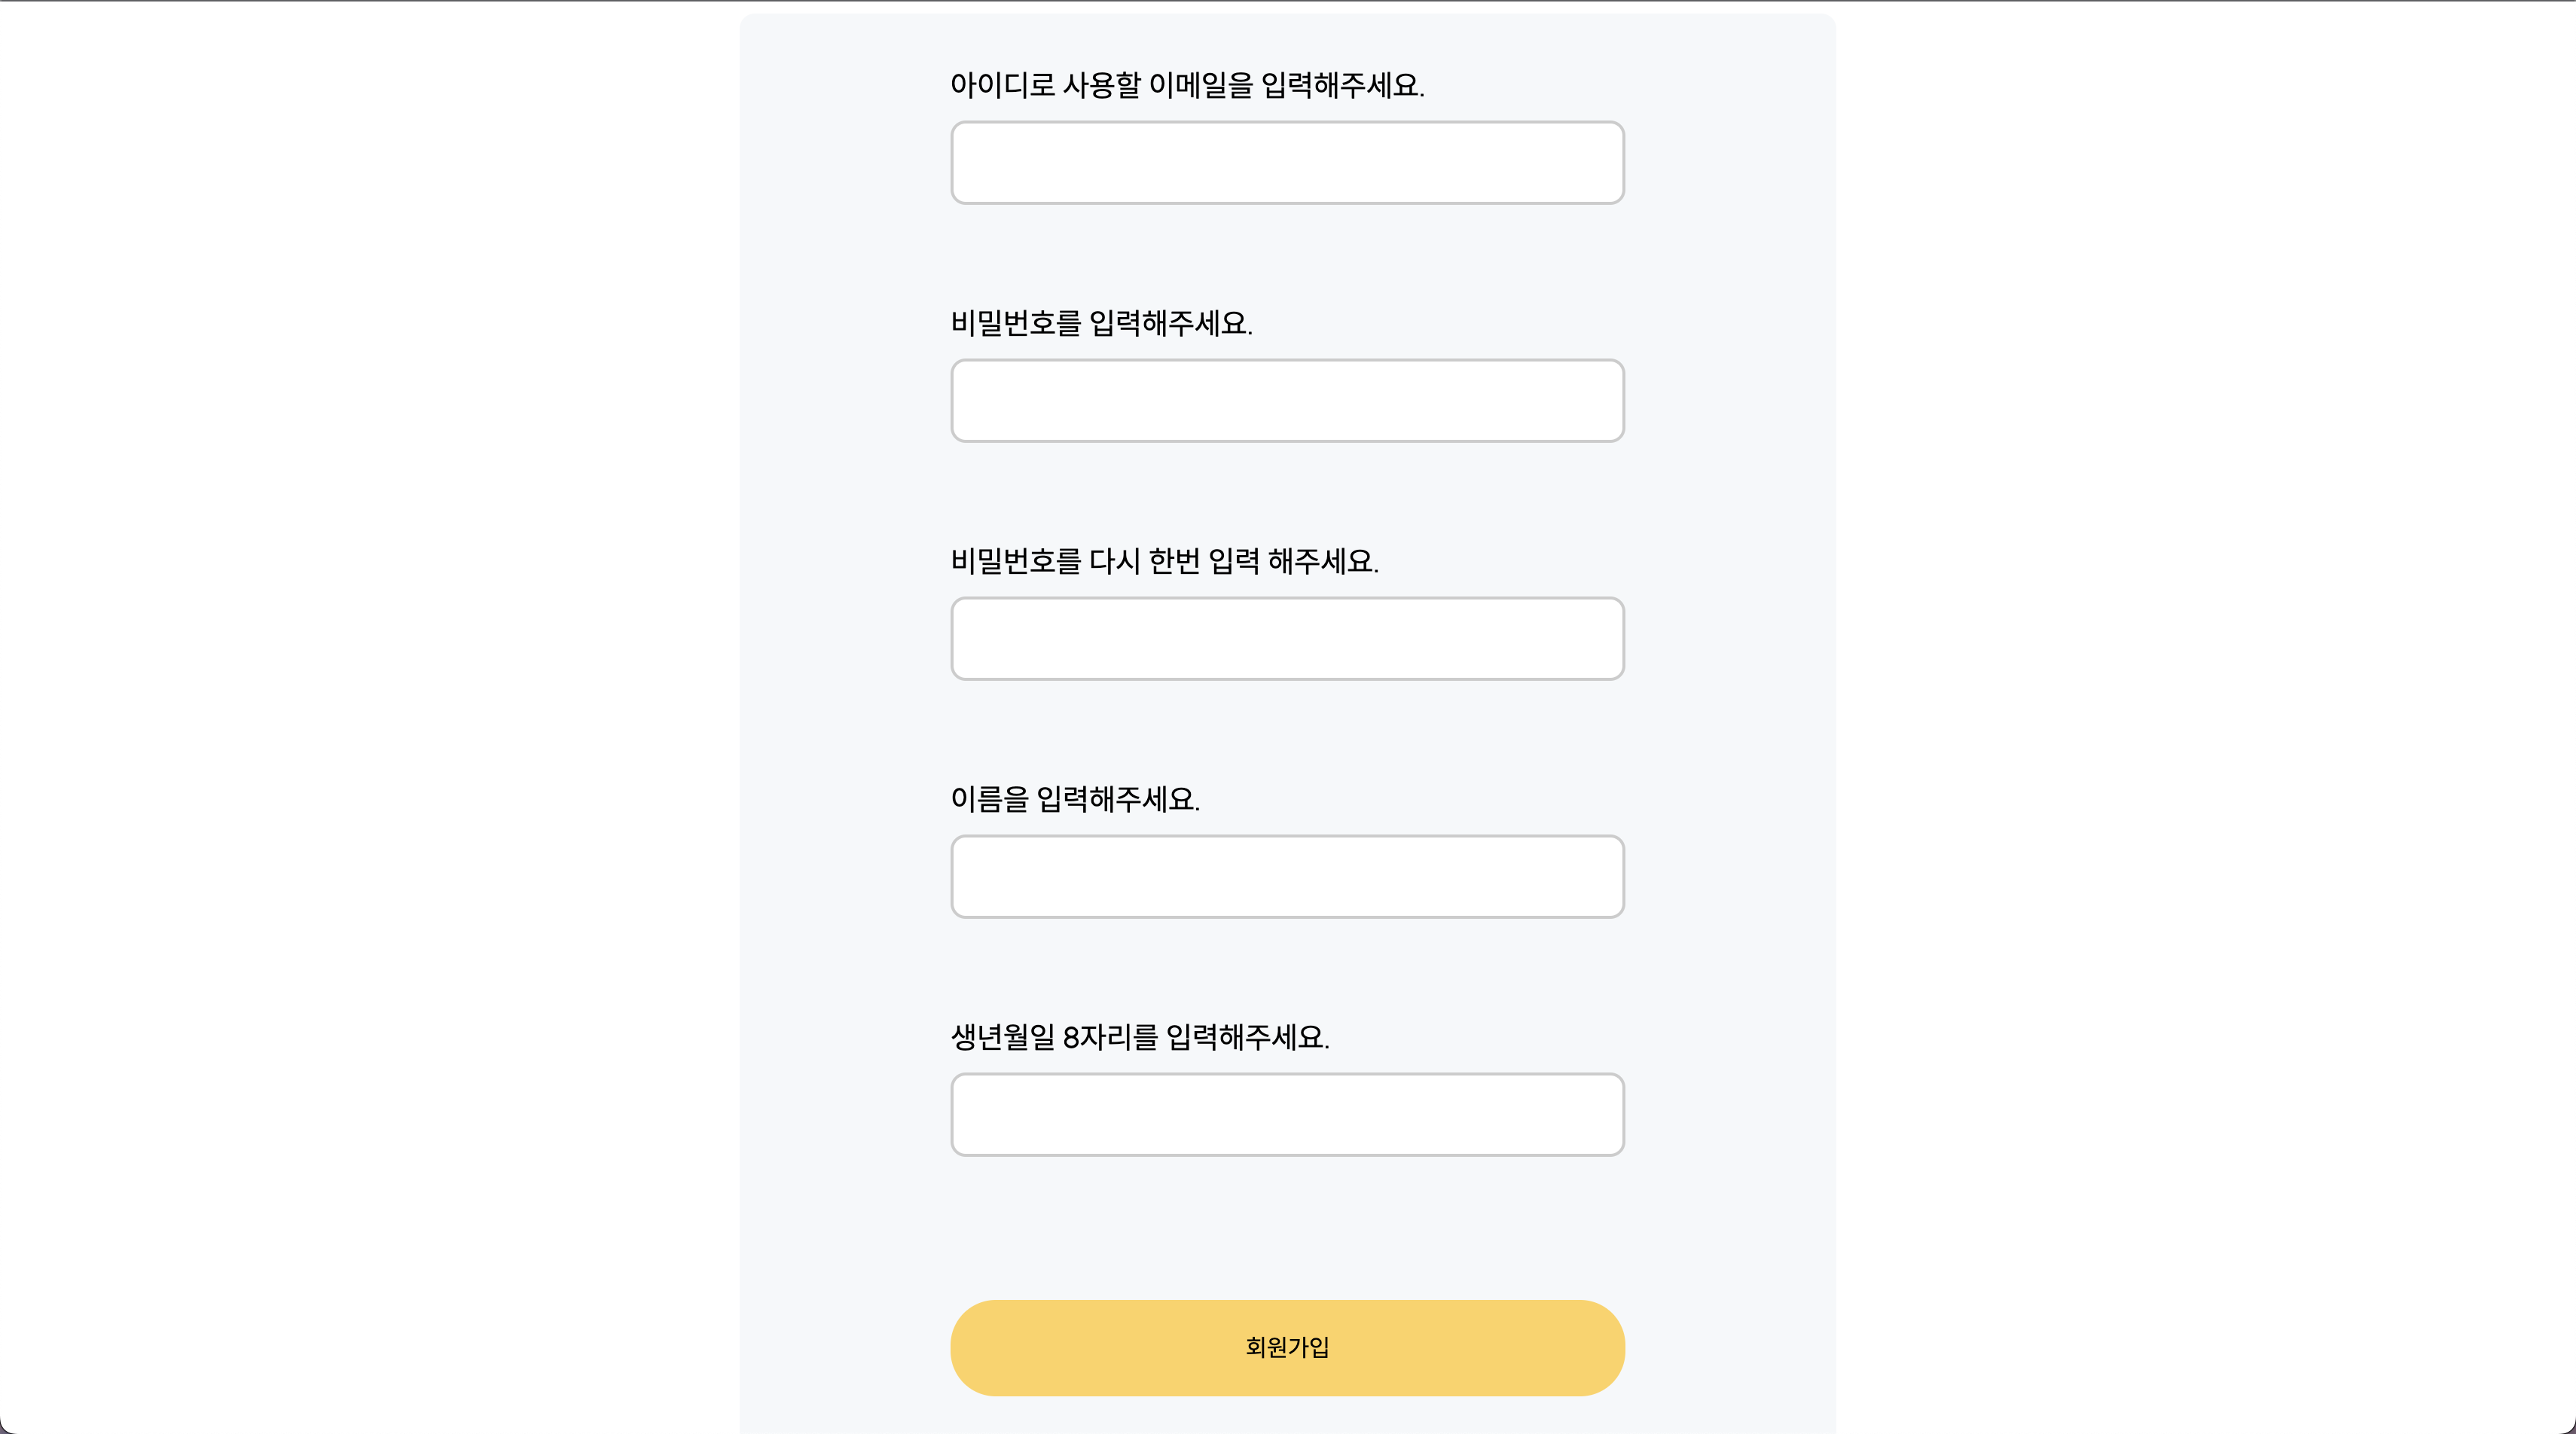 아이디로 사용할 이메일을 입력해주세요.
비밀번호를 입력해주세요.
비밀번호를 다시 한번 입력 해주세요.
이름을 입력해주세요.
생년월일 8자리를 입력해주세요.
회원가입